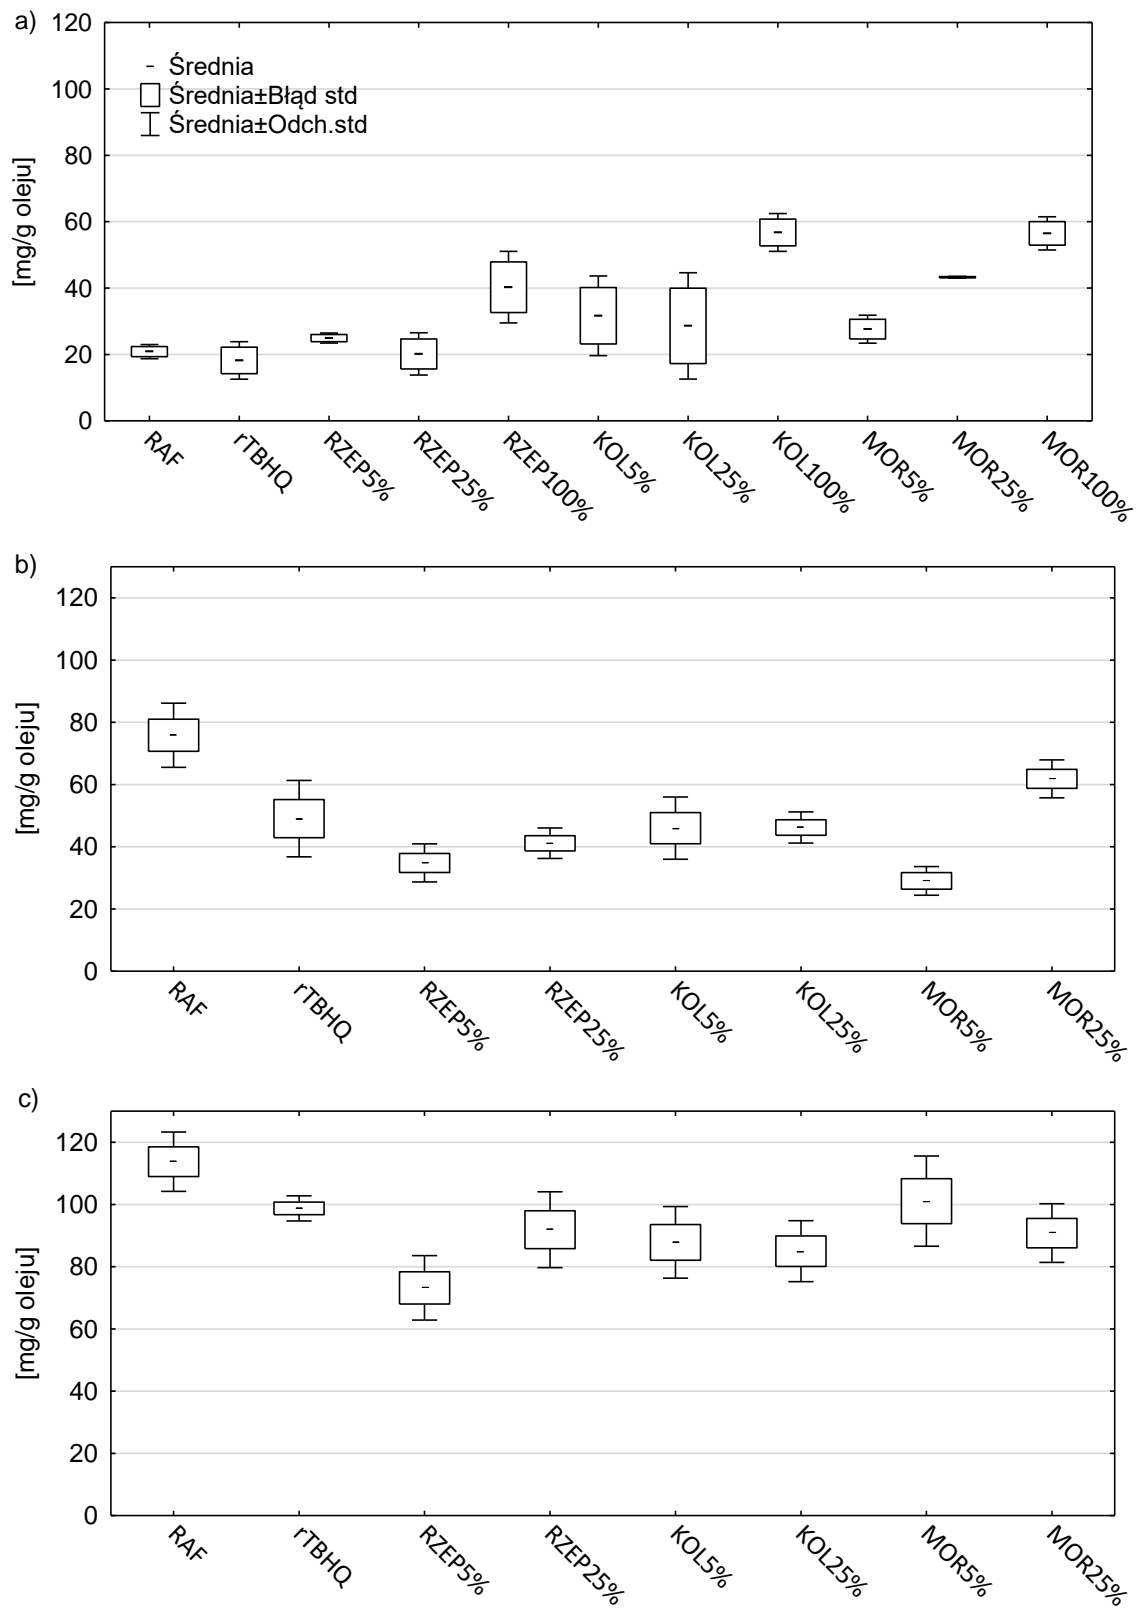 a)
120
100
80
60
40
20
0
[mg/g oleju]
Średnia
Średnia±Błąd std
Średnia±Odch.std
RAF
rTBHQ
RZEP5%
RZEP25%
RZEP100%
KOL5%
KOL25%
KOL100%
MOR5%
MOR25%
MOR100%
b)
120
100
80
60
40
20
0
[mg/g oleju]
RAF
rTBHQ
RZEP5%
RZEP25%
KOL5%
KOL25%
MOR5%
MOR25%
c)
120
100
80
60
40
20
0
[mg/g oleju]
RAF
rTBHQ
RZEP5%
RZEP25%
KOL5%
KOL25%
MOR5%
MOR25%